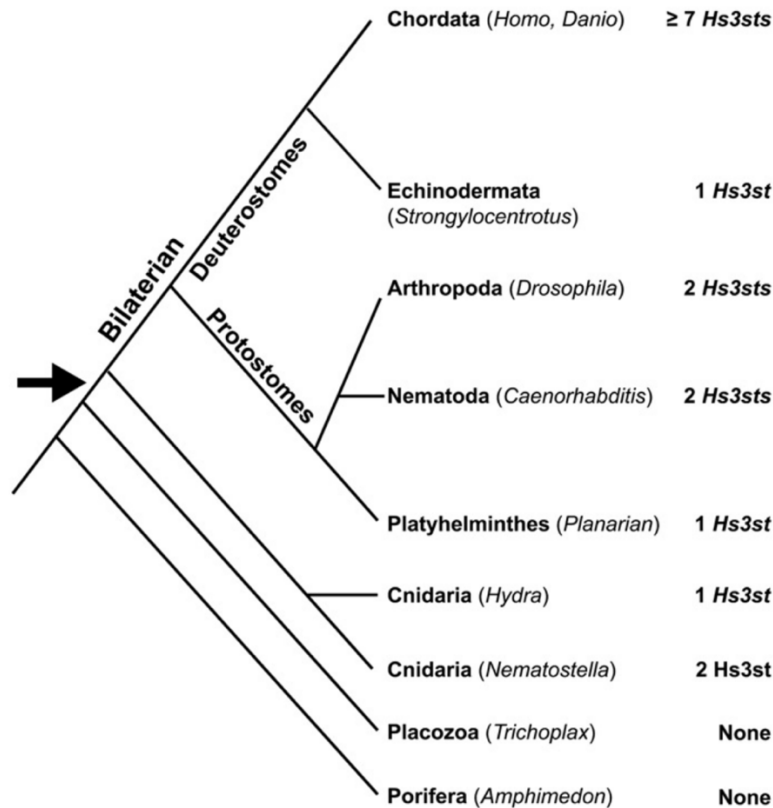 Chordata (Homo, Danio) ≥ 7 Hs3sts
Deuterostomes
Echinodermata 1 Hs3st
(Strongylocentrotus)
Bilaterian
Arthropoda (Drosophila) 2 Hs3sts
Protostomes
Nematoda (Caenorhabditis) 2 Hs3sts
Platyhelminthes (Planarian) 1 Hs3st
Cnidaria (Hydra) 1 Hs3st
Cnidaria (Nematostella) 2 Hs3st
Placozoa (Trichoplax) None
Porifera (Amphimedon) None